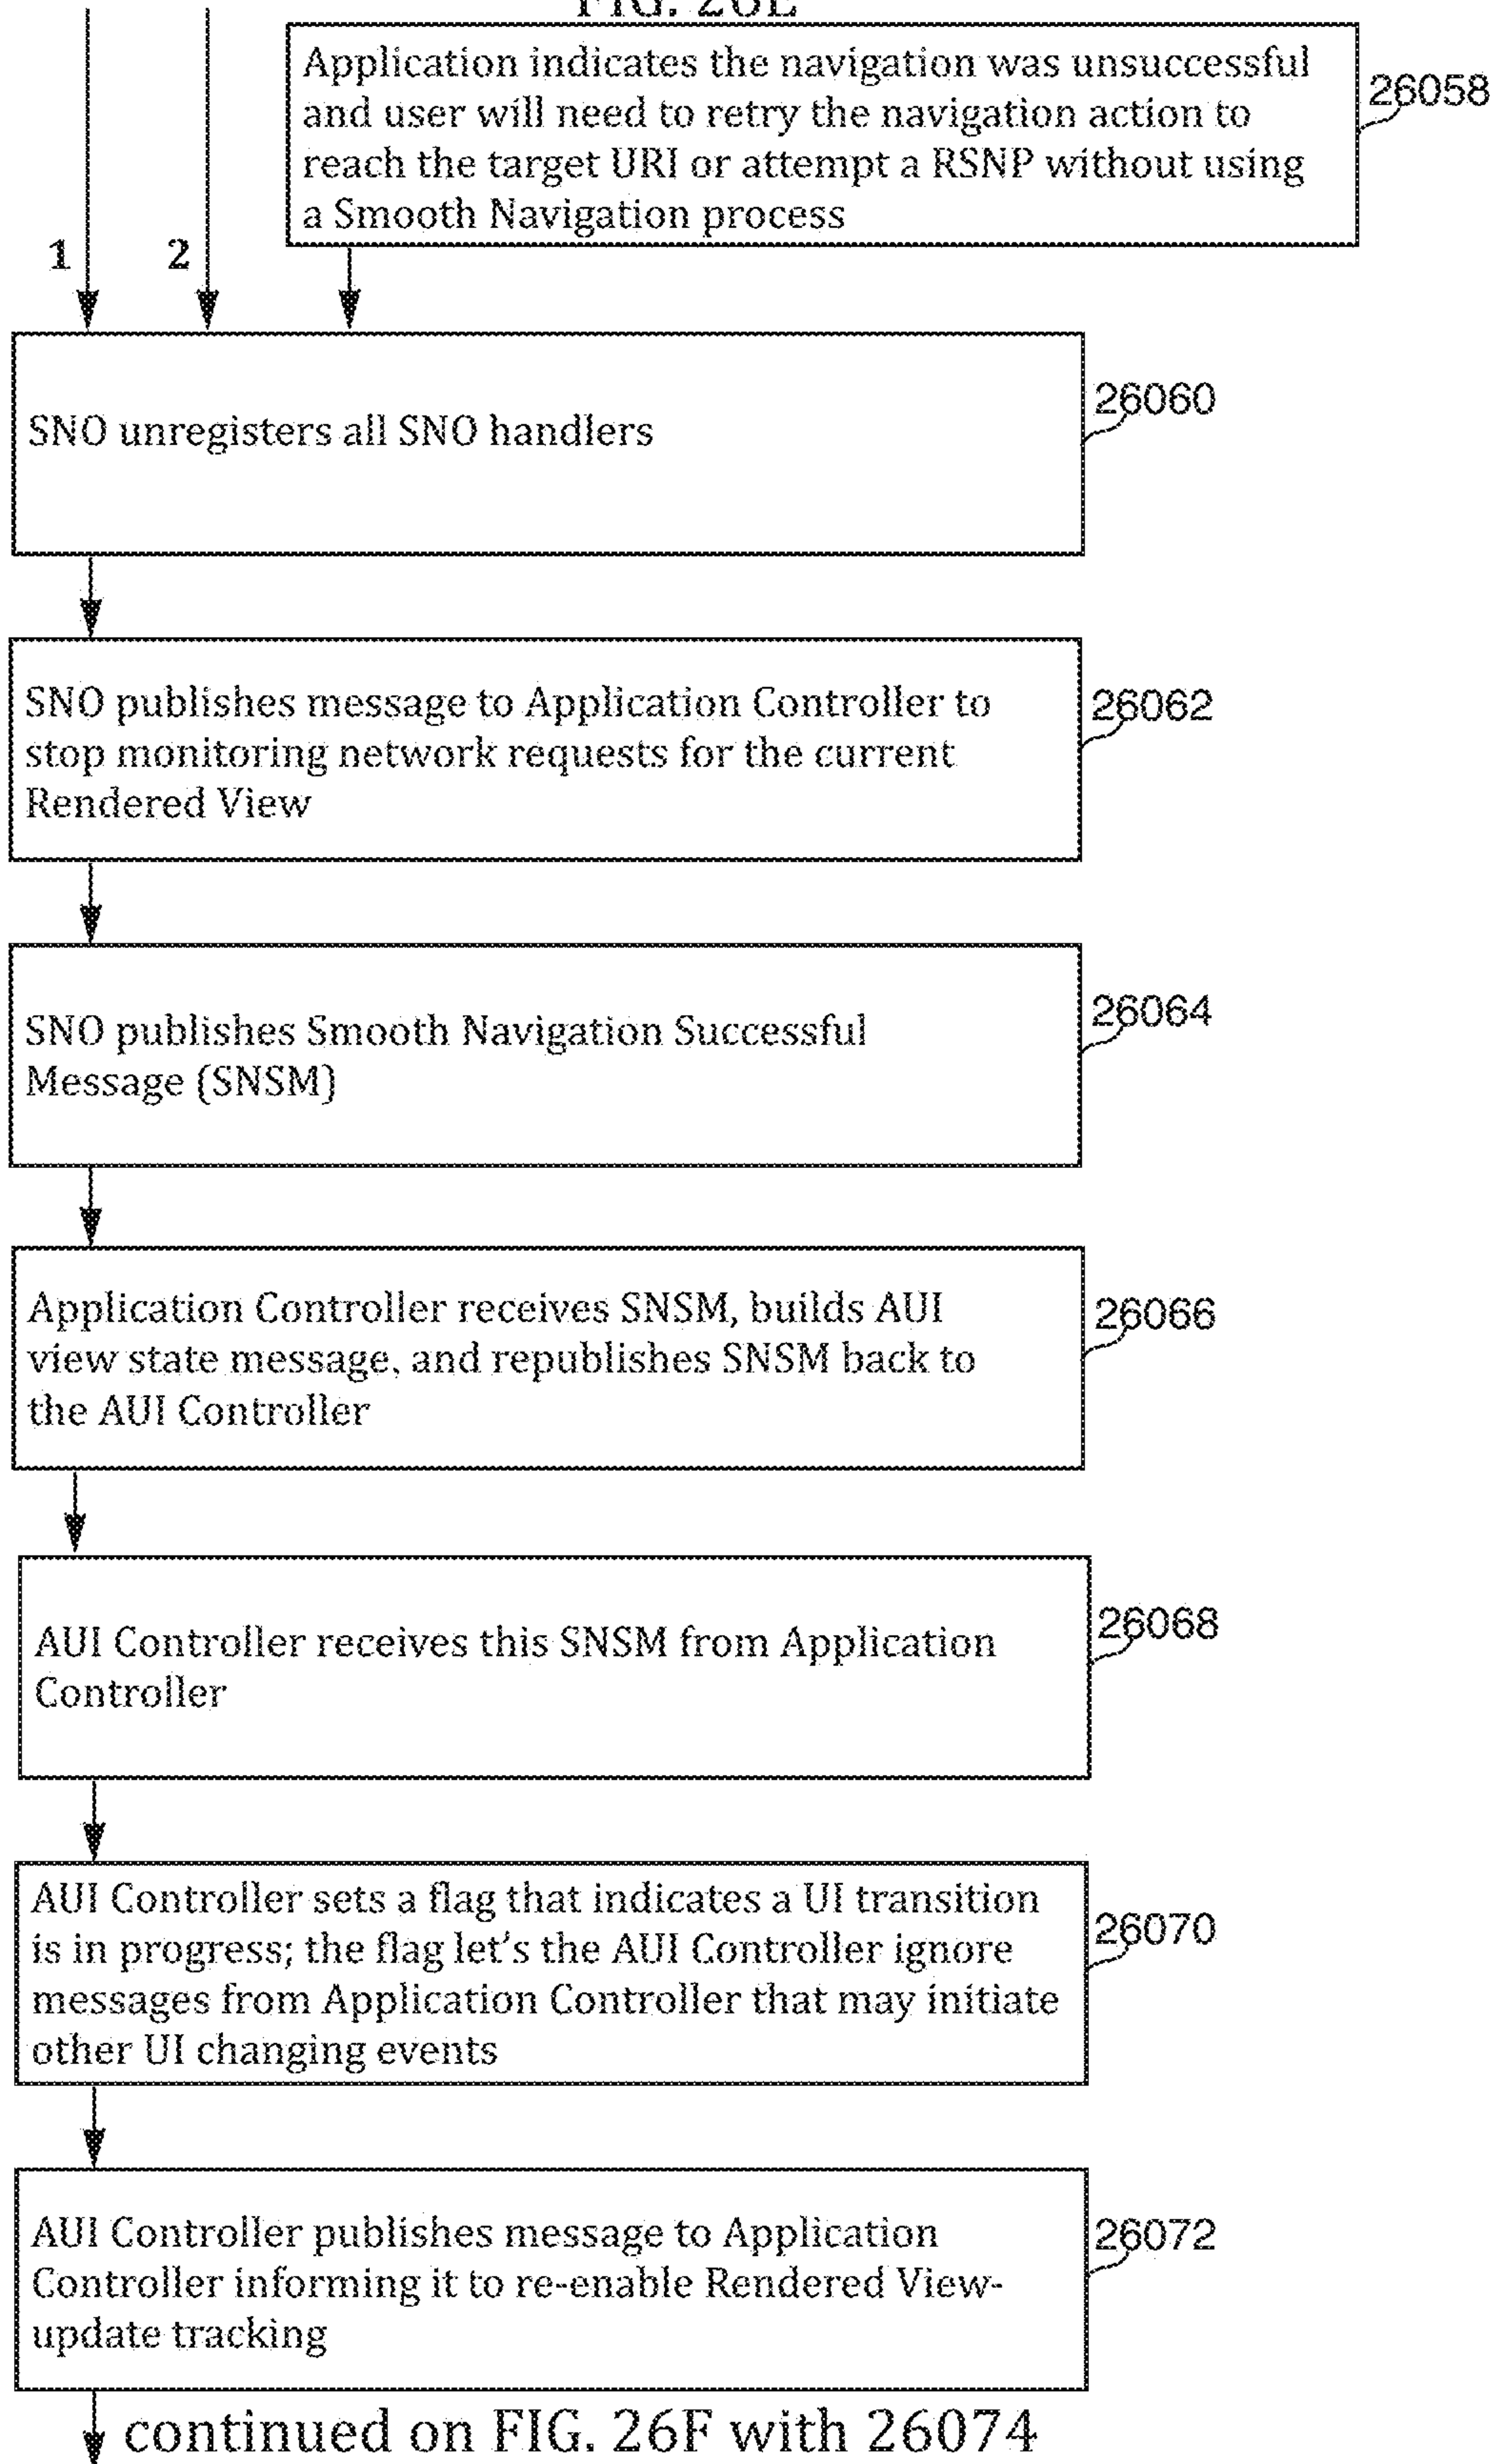 FIG. 26E
Application indicates the navigation was unsuccessful
and user will need to retry the navigation action to
reach the target URI or attempt a RSNP without using
a Smooth Navigation process
26058
1
2
SNO unregisters all SNO handlers
26060
SNO publishes message to Application Controller to
stop monitoring network requests for the current
Rendered View
26062
SNO publishes Smooth Navigation Successful
Message (SNSM)
26064
Application Controller receives SNSM, builds AUI
view state message, and republishes SNSM back to
the AUI Controller
26066
AUI Controller receives this SNSM from Application
Controller
26068
AUI Controller sets a flag that indicates a UI transition
is in progress; the flag let's the AUI Controller ignore
messages from Application Controller that may initiate
other UI changing events
26070
AUI Controller publishes message to Application
Controller informing it to re-enable Rendered View-
update tracking
26072
continued on FIG. 26F with 26074